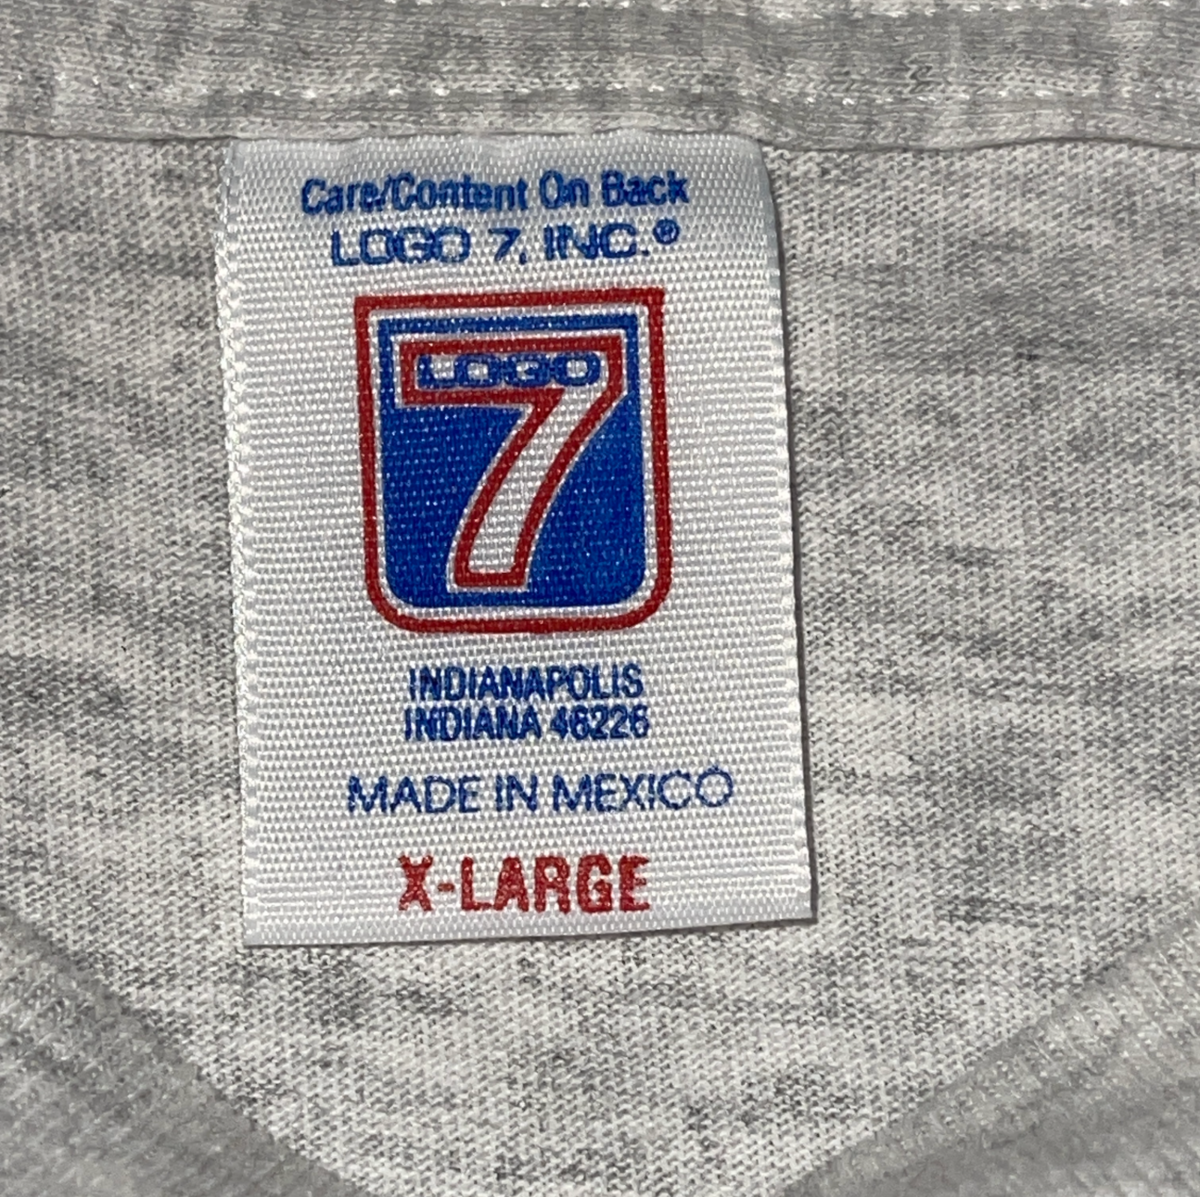 Care/Content On Back
LOGO 7, INC.®
LOGO
7
INDIANAPOLIS
INDIANA 46226
MADE IN MEXICO
X-LARGE